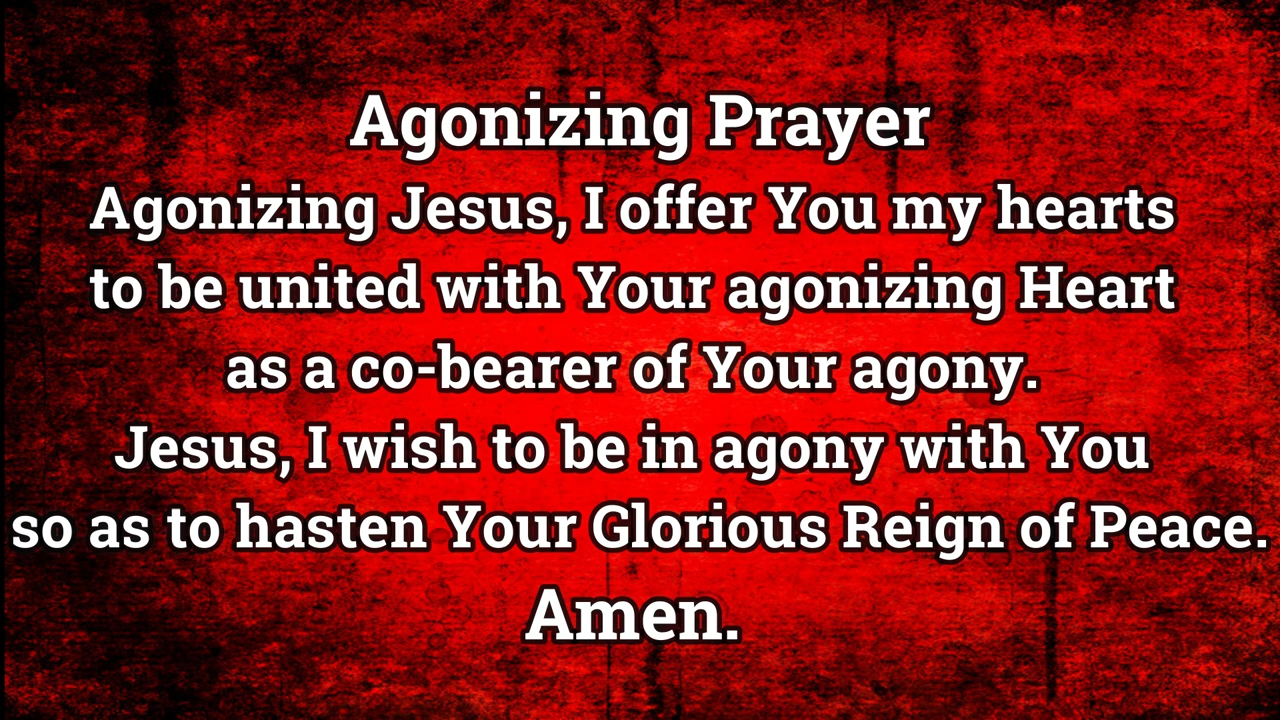 Agonizing Prayer
Agonizing Jesus, I offer You my hearts
to be united with Your agonizing Heart
as a co-bearer of Your agony.
Jesus, I wish to be in agony with You
so as to hasten Your Glorious Reign of Peace.
Amen.